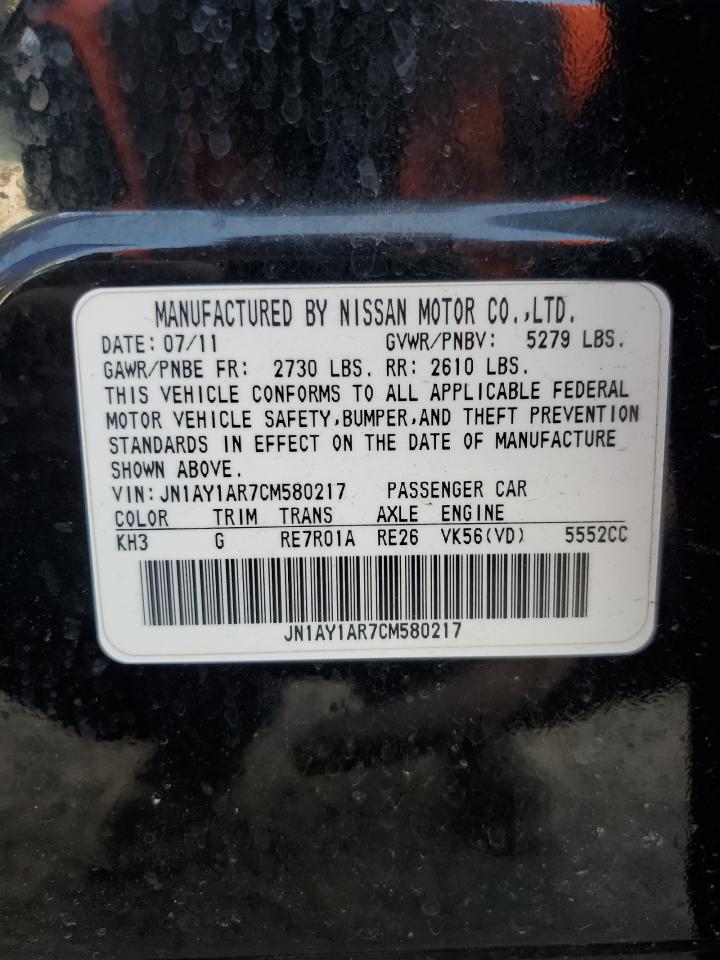 MANUFACTURED BY NISSAN MOTOR CO.,LTD.
DATE: 07/11 GVWR/PNBV: 5279 LBS.
GAWR/PNBE FR: 2730 LBS. RR: 2610 LBS.
THIS VEHICLE CONFORMS TO ALL APPLICABLE FEDERAL
MOTOR VEHICLE SAFETY,BUMPER,AND THEFT PREVENTION
STANDARDS IN EFFECT ON THE DATE OF MANUFACTURE
SHOWN ABOVE.
VIN: JN1AY1AR7CM580217 PASSENGER CAR
COLOR TRIM TRANS AXLE ENGINE
KH3 G RE7R01A RE26 VK56(VD) 5552CC
JN1AY1AR7CM580217